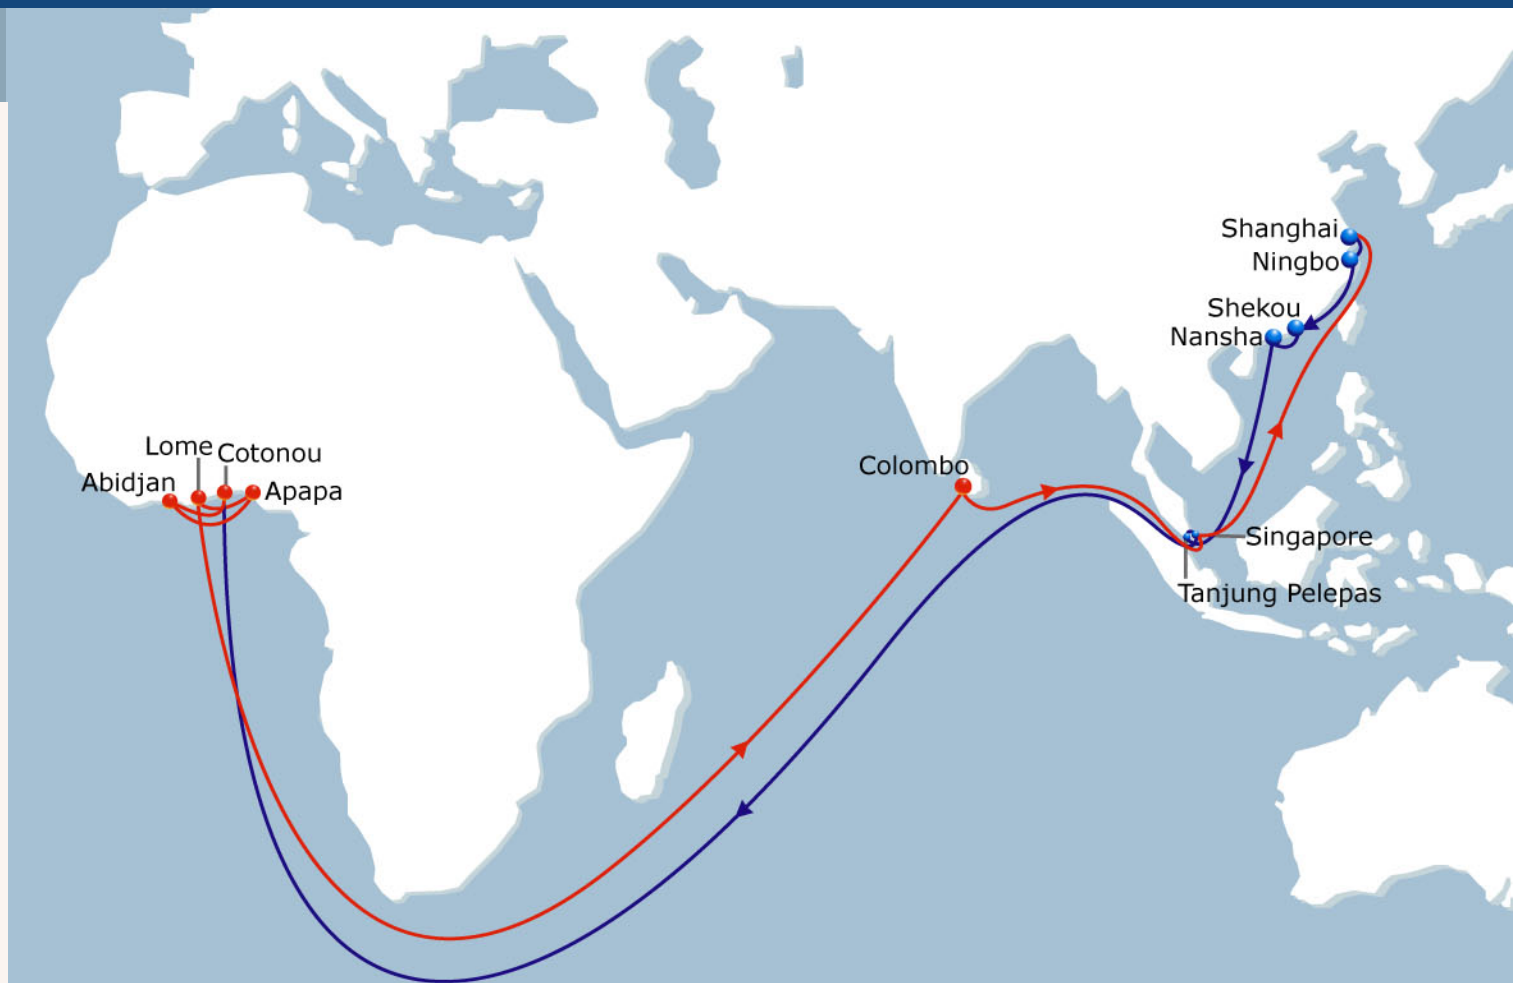 Shanghai
Ningbo
Shekou
Nansha
Lome
Cotonou
Abidjan
Apapa
Colombo
Singapore
Tanjung Pelepas